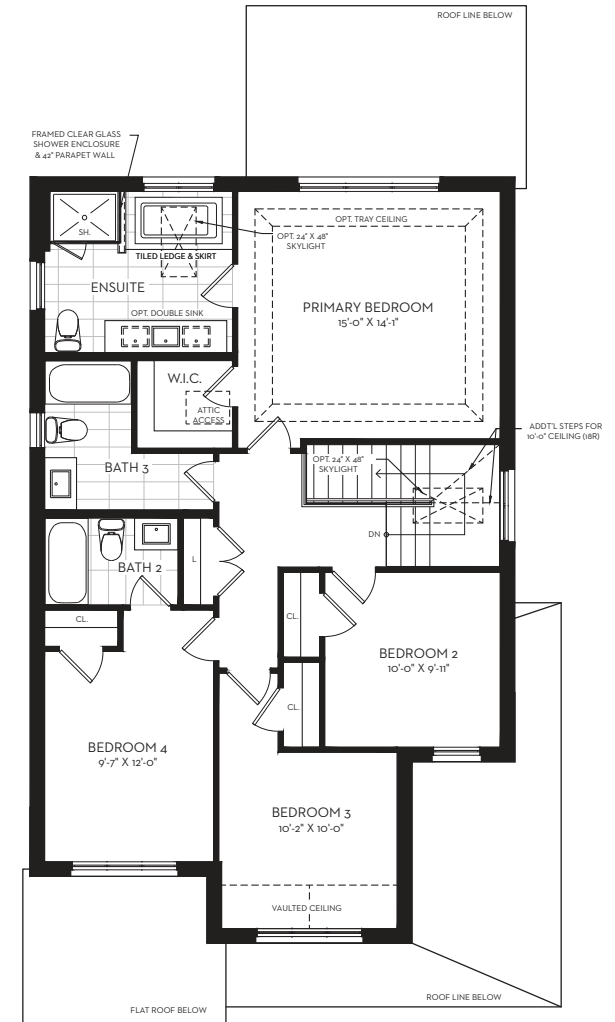 ROOF LINE BELOW
FRAMED CLEAR GLASS
SHOWER ENCLOSURE
& 42" PARAPET WALL
SH.
OPT. TRAY CEILING
OPT. 24" X 48"
SKYLIGHT
TILED LEDGE & SKIRT
ENSUITE
OPT. DOUBLE SINK
PRIMARY BEDROOM
15'-0" X 14'-1"
W.I.C.
ATTIC
ACCESS
ADDT'L STEPS FOR
10'-0" CEILING (18R)
OPT. 24" X 48"
SKYLIGHT
BATH 3
DN
BATH 2
L
CL.
CL.
BEDROOM 2
10'-0" X 9'-11"
CL.
BEDROOM 4
9'-7" X 12'-0"
BEDROOM 3
10'-2" X 10'-0"
VAULTED CEILING
ROOF LINE BELOW
FLAT ROOF BELOW